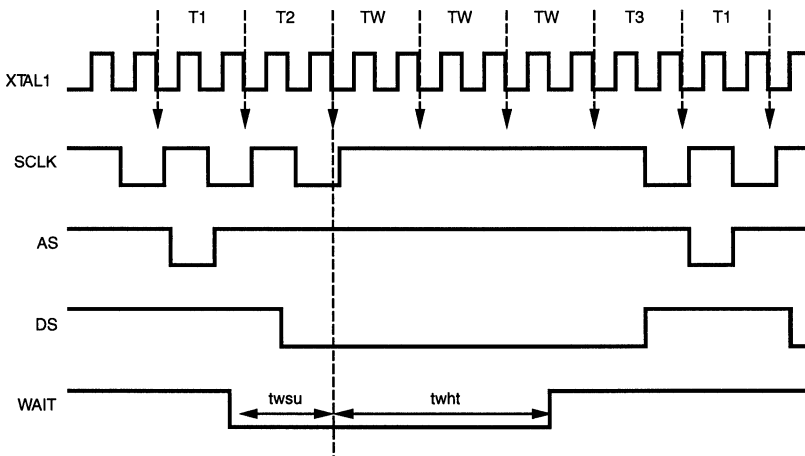 T1 T2 TW TW TW T3 T1
XTAL1
SCLK
AS
DS
WAIT
twsu twht